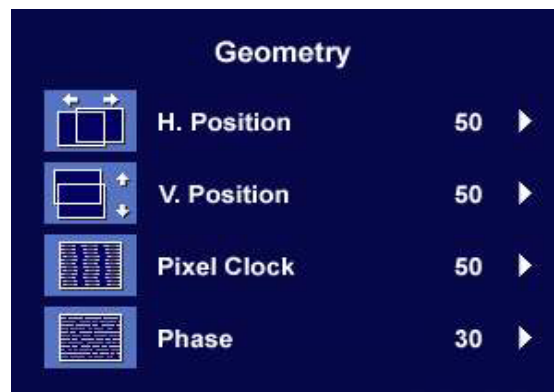 Geometry
H. Position 50
V. Position 50
Pixel Clock 50
Phase 30